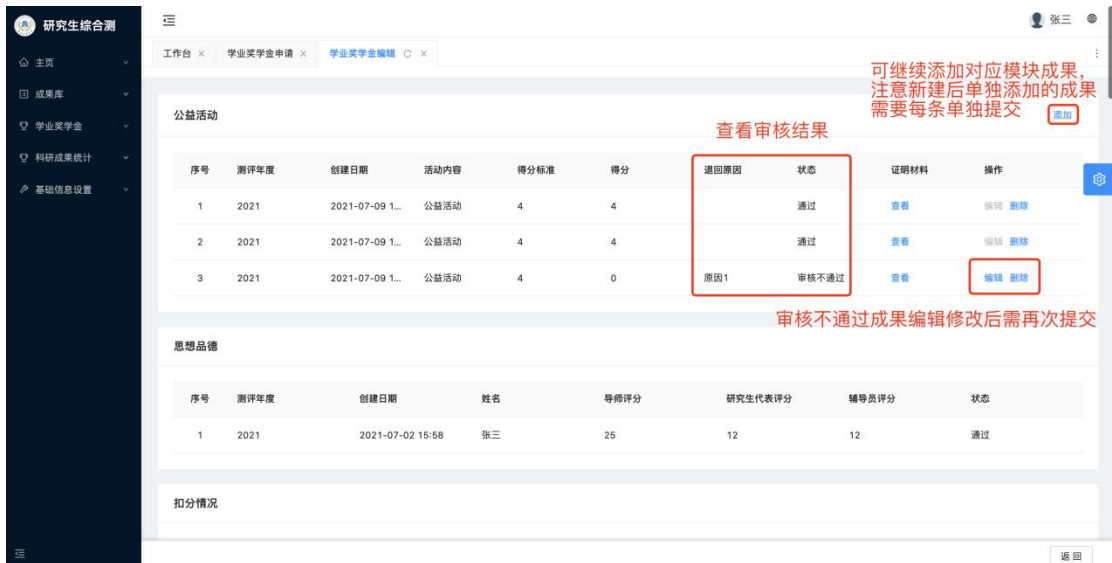 研究生综合测
张三
主页
成果库
学业奖学金
科研成果统计
基础信息设置
工作台 × 学业奖学金申请 × 学业奖学金编辑 ×
可继续添加对应模块成果，
注意新建后单独添加的成果
需要每条单独提交
公益活动
添加
查看审核结果
序号 测评年度 创建日期 活动内容 得分标准 得分 退回原因 状态 证明材料 操作
1 2021 2021-07-09 1... 公益活动 4 4 通过 查看 编辑 删除
2 2021 2021-07-09 1... 公益活动 4 4 通过 查看 编辑 删除
3 2021 2021-07-09 1... 公益活动 4 0 原因1 审核不通过 查看 编辑 删除
审核不通过成果编辑修改后需再次提交
思想品德
序号 测评年度 创建日期 姓名 导师评分 研究生代表评分 辅导员评分 状态
1 2021 2021-07-02 15:58 张三 25 12 12 通过
扣分情况
返 回